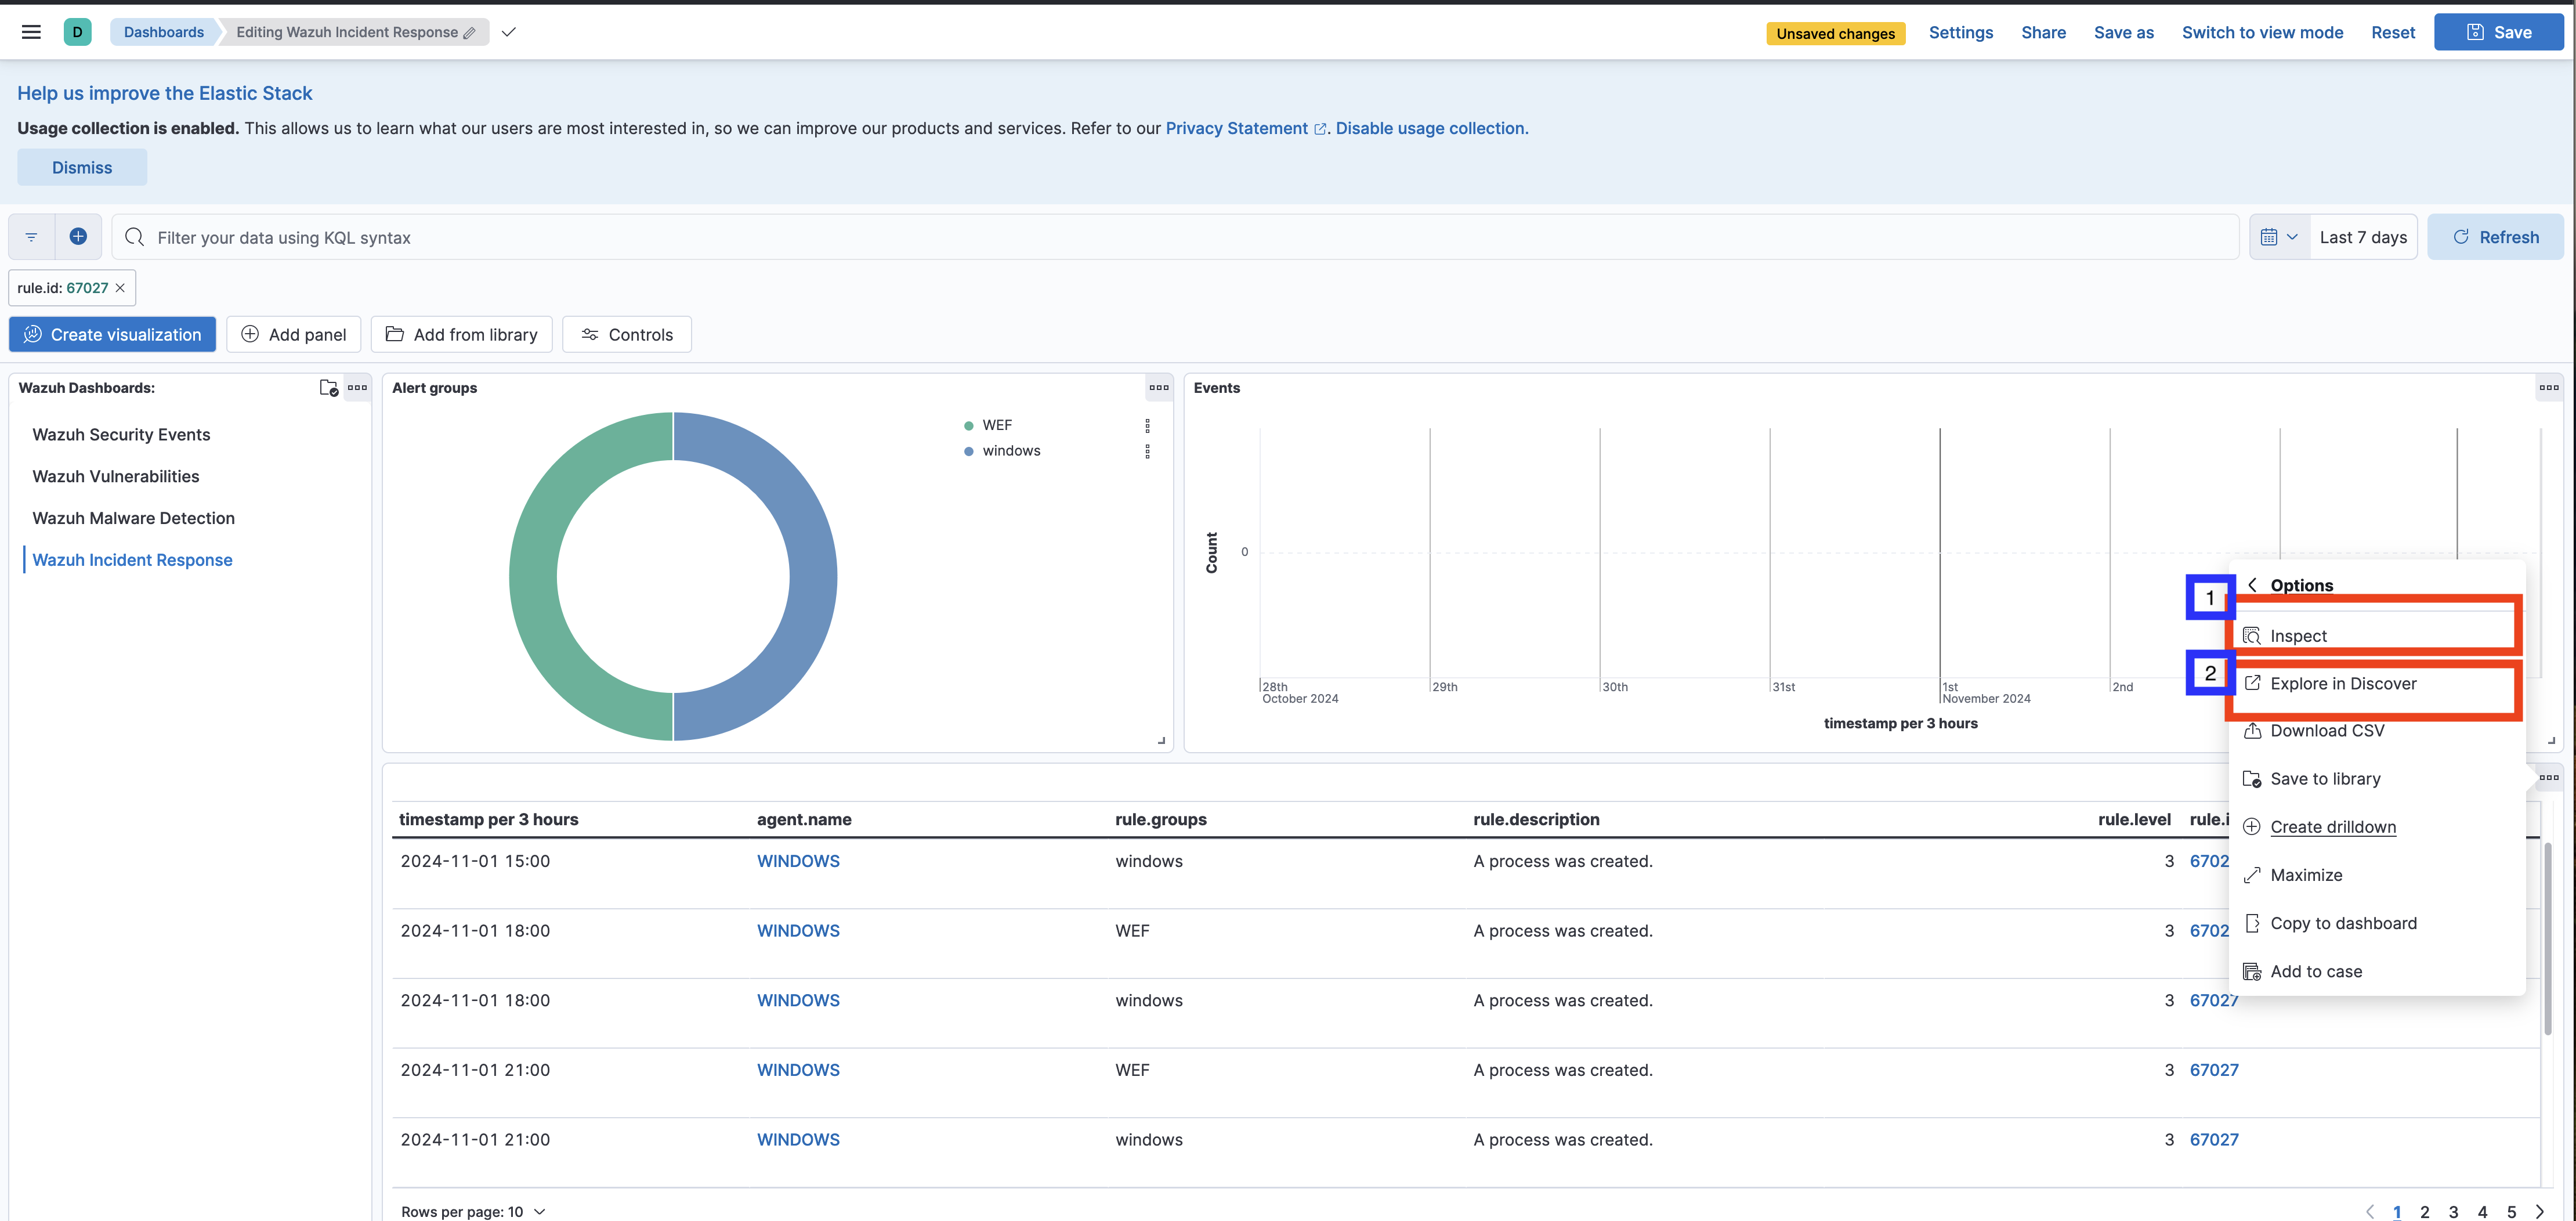 D Dashboards Editing Wazuh Incident Response Unsaved changes Settings Share Save as Switch to view mode Reset Save
Help us improve the Elastic Stack
Usage collection is enabled. This allows us to learn what our users are most interested in, so we can improve our products and services. Refer to our Privacy Statement. Disable usage collection.
Dismiss
Filter your data using KQL syntax Last 7 days Refresh
rule.id: 67027
Create visualization Add panel Add from library Controls
Wazuh Dashboards:
Wazuh Security Events
Wazuh Vulnerabilities
Wazuh Malware Detection
Wazuh Incident Response
Alert groups
WEF
windows
Events
Count
0
28th 29th 30th 31st 1st 2nd
October 2024 November 2024
timestamp per 3 hours
Options
1
Inspect
2
Explore in Discover
Download CSV
Save to library
Create drilldown
Maximize
Copy to dashboard
Add to case
timestamp per 3 hours agent.name rule.groups rule.description rule.level rule.i
2024-11-01 15:00 WINDOWS windows A process was created. 3 6702
2024-11-01 18:00 WINDOWS WEF A process was created. 3 6702
2024-11-01 18:00 WINDOWS windows A process was created. 3 67027
2024-11-01 21:00 WINDOWS WEF A process was created. 3 67027
2024-11-01 21:00 WINDOWS windows A process was created. 3 67027
Rows per page: 10 1 2 3 4 5